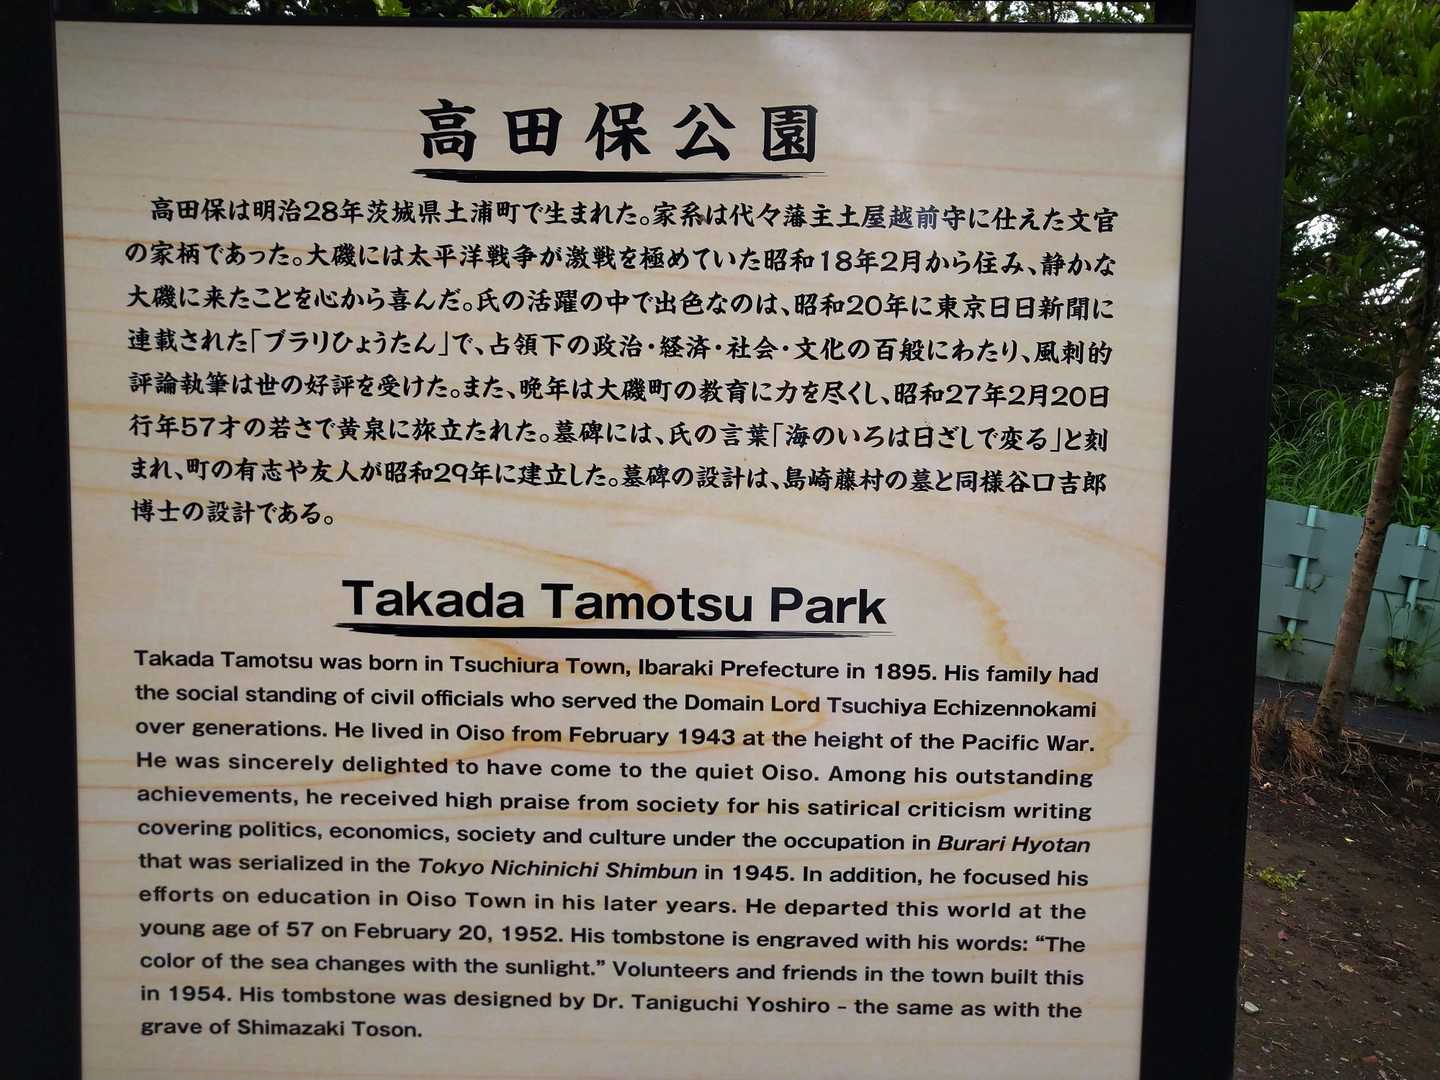 高田保公園
高田保は明治28年茨城県土浦町で生まれた。家系は代々藩主土屋越前守に仕えた文官
の家柄であった。大磯には太平洋戦争が激戦を極めていた昭和18年2月から住み、静かな
大磯に来たことを心から喜んだ。氏の活躍の中で出色なのは、昭和20年に東京日日新聞に
連載された「ブラリひょうたん」で、占領下の政治・経済・社会・文化の百般にわたり、風刺的
評論執筆は世の好評を受けた。また、晩年は大磯町の教育に力を尽くし、昭和27年2月20日
行年57才の若さで黄泉に旅立たれた。墓碑には、氏の言葉「海のいろは日ざしで変る」と刻
まれ、町の有志や友人が昭和29年に建立した。墓碑の設計は、島崎藤村の墓と同様谷口吉郎
博士の設計である。
Takada Tamotsu Park
Takada Tamotsu was born in Tsuchiura Town, Ibaraki Prefecture in 1895. His family had
the social standing of civil officials who served the Domain Lord Tsuchiya Echizennokami
over generations. He lived in Oiso from February 1943 at the height of the Pacific War.
He was sincerely delighted to have come to the quiet Oiso. Among his outstanding
achievements, he received high praise from society for his satirical criticism writing
covering politics, economics, society and culture under the occupation in Burari Hyotan
that was serialized in the Tokyo Nichinichi Shimbun in 1945. In addition, he focused his
efforts on education in Oiso Town in his later years. He departed this world at the
young age of 57 on February 20, 1952. His tombstone is engraved with his words: “The
color of the sea changes with the sunlight.” Volunteers and friends in the town built this
in 1954. His tombstone was designed by Dr. Taniguchi Yoshiro – the same as with the
grave of Shimazaki Toson.